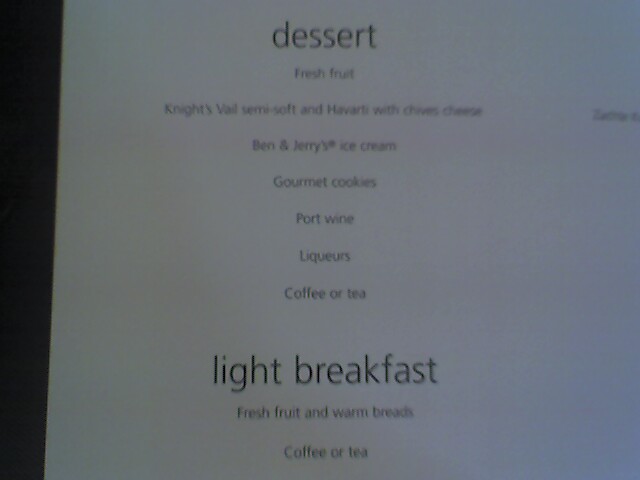 dessert
Fresh fruit
Knight's Vail semi-soft and Havarti with chives cheese
Ben & Jerry's® ice cream
Gourmet cookies
Port wine
Liqueurs
Coffee or tea
light breakfast
Fresh fruit and warm breads
Coffee or tea